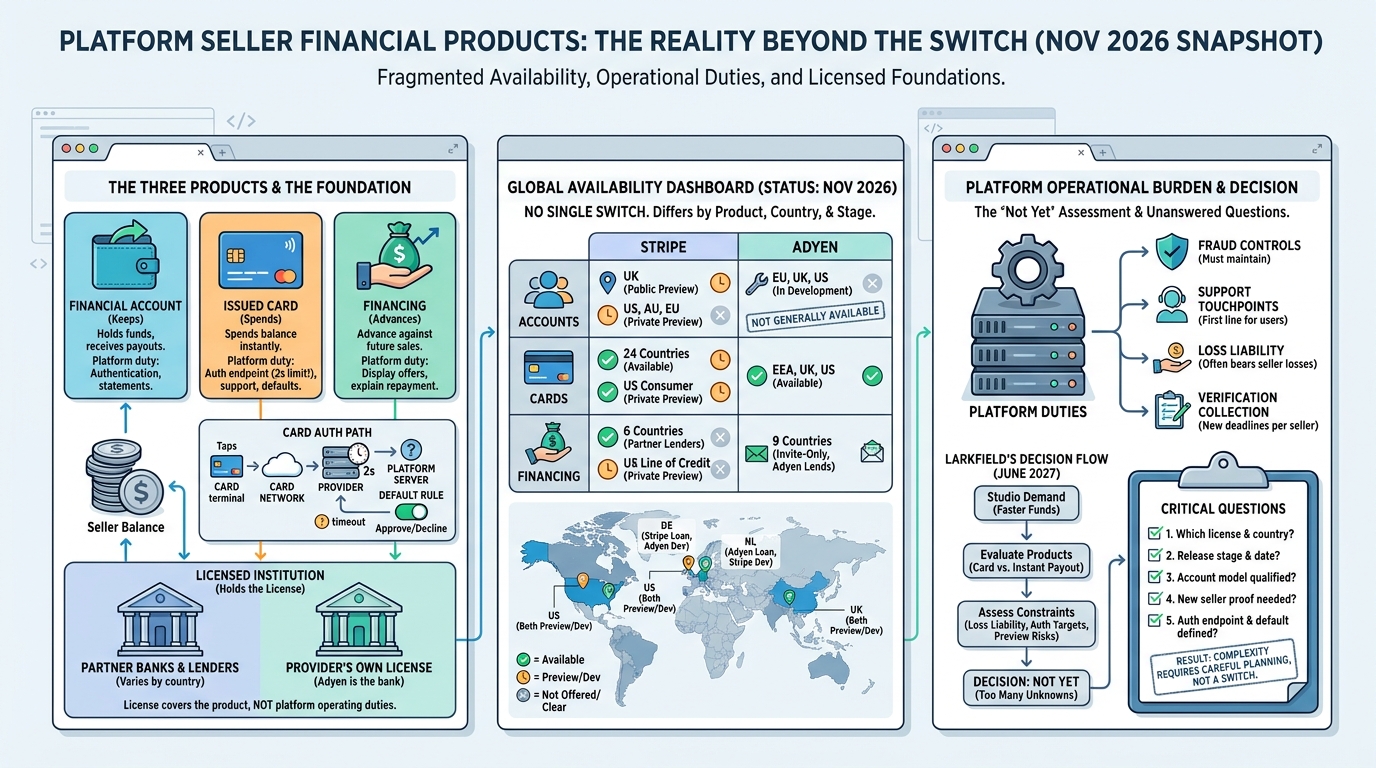 PLATFORM SELLER FINANCIAL PRODUCTS: THE REALITY BEYOND THE SWITCH (NOV 2026 SNAPSHOT)
Fragmented Availability, Operational Duties, and Licensed Foundations.
</>
</>
</>
THE THREE PRODUCTS & THE FOUNDATION
FINANCIAL ACCOUNT
(Keeps)
Holds funds,
receives payouts.
Platform duty:
Authentication,
statements.
ISSUED CARD
(Spends)
Spends balance
instantly.
Platform duty:
Auth endpoint (2s limit!),
support, defaults.
$
FINANCING
(Advances)
Advance against
future sales.
Platform duty:
Display offers,
explain repayment.
$
Seller Balance
CARD AUTH PATH
Taps
CARD
terminal
CARD
NETWORK
PROVIDER
2s
?
PLATFORM
SERVER
DEFAULT RULE
? timeout
Approve/Decline
LICENSED INSTITUTION
(Holds the License)
PARTNER BANKS & LENDERS
(Varies by country)
PROVIDER'S OWN LICENSE
(Adyen is the bank)
License covers the product, NOT platform operating duties.
GLOBAL AVAILABILITY DASHBOARD (STATUS: NOV 2026)
NO SINGLE SWITCH. Differs by Product, Country, & Stage.
STRIPE
ADYEN
ACCOUNTS
UK
(Public Preview)
US, AU, EU
(Private Preview)
EU, UK, US
(In Development)
NOT GENERALLY AVAILABLE
CARDS
24 Countries
(Available)
US Consumer
(Private Preview)
EEA, UK, US
(Available)
$
FINANCING
6 Countries
(Partner Lenders)
US Line of Credit
(Private Preview)
9 Countries
(Invite-Only,
Adyen Lends)
DE
(Stripe Loan,
Adyen Dev)
NL
(Adyen Loan,
Stripe Dev)
US
(Beth Preview/Dev)
US
(Both
Preview/Dev)
UK
(Beth
Preview/Dev)
= Available
= Preview/Dev
= Not Offered/
Clear
PLATFORM OPERATIONAL BURDEN & DECISION
The 'Not Yet' Assessment & Unanswered Questions.
PLATFORM DUTIES
FRAUD CONTROLS
(Must maintain)
SUPPORT
TOUCHPOINTS
(First line for users)
$
LOSS LIABILITY
(Often bears seller losses)
VERIFICATION
COLLECTION
(New deadlines per seller)
LARKFIELD'S DECISION FLOW
(JUNE 2027)
Studio Demand
(Faster Funds)
Evaluate Products
(Card vs. Instant Payout)
Assess Constraints
(Loss Liability, Auth Targets,
Preview Risks)
DECISION: NOT YET
(Too Many Unknowns)
CRITICAL QUESTIONS
1. Which license & country?
2. Release stage & date?
3. Account model qualified?
4. New seller proof needed?
5. Auth endpoint & default
defined?
RESULT: COMPLEXITY
REQUIRES CAREFUL PLANNING,
NOT A SWITCH.